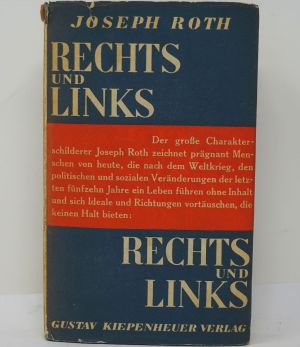 JOSEPH ROTH
RECHTS
UND
LINKS
Der große Charakter-
schilderer Joseph Roth zeichnet prägnant Men-
schen von heute, die nach dem Weltkrieg, den
politischen und sozialen Veränderungen der letz-
ten fünfzehn Jahre ein Leben führen ohne Inhalt
und sich Ideale und Richtungen vortäuschen, die
keinen Halt bieten:
RECHTS
UND
LINKS
GUSTAV KIEPENHEUER VERLAG